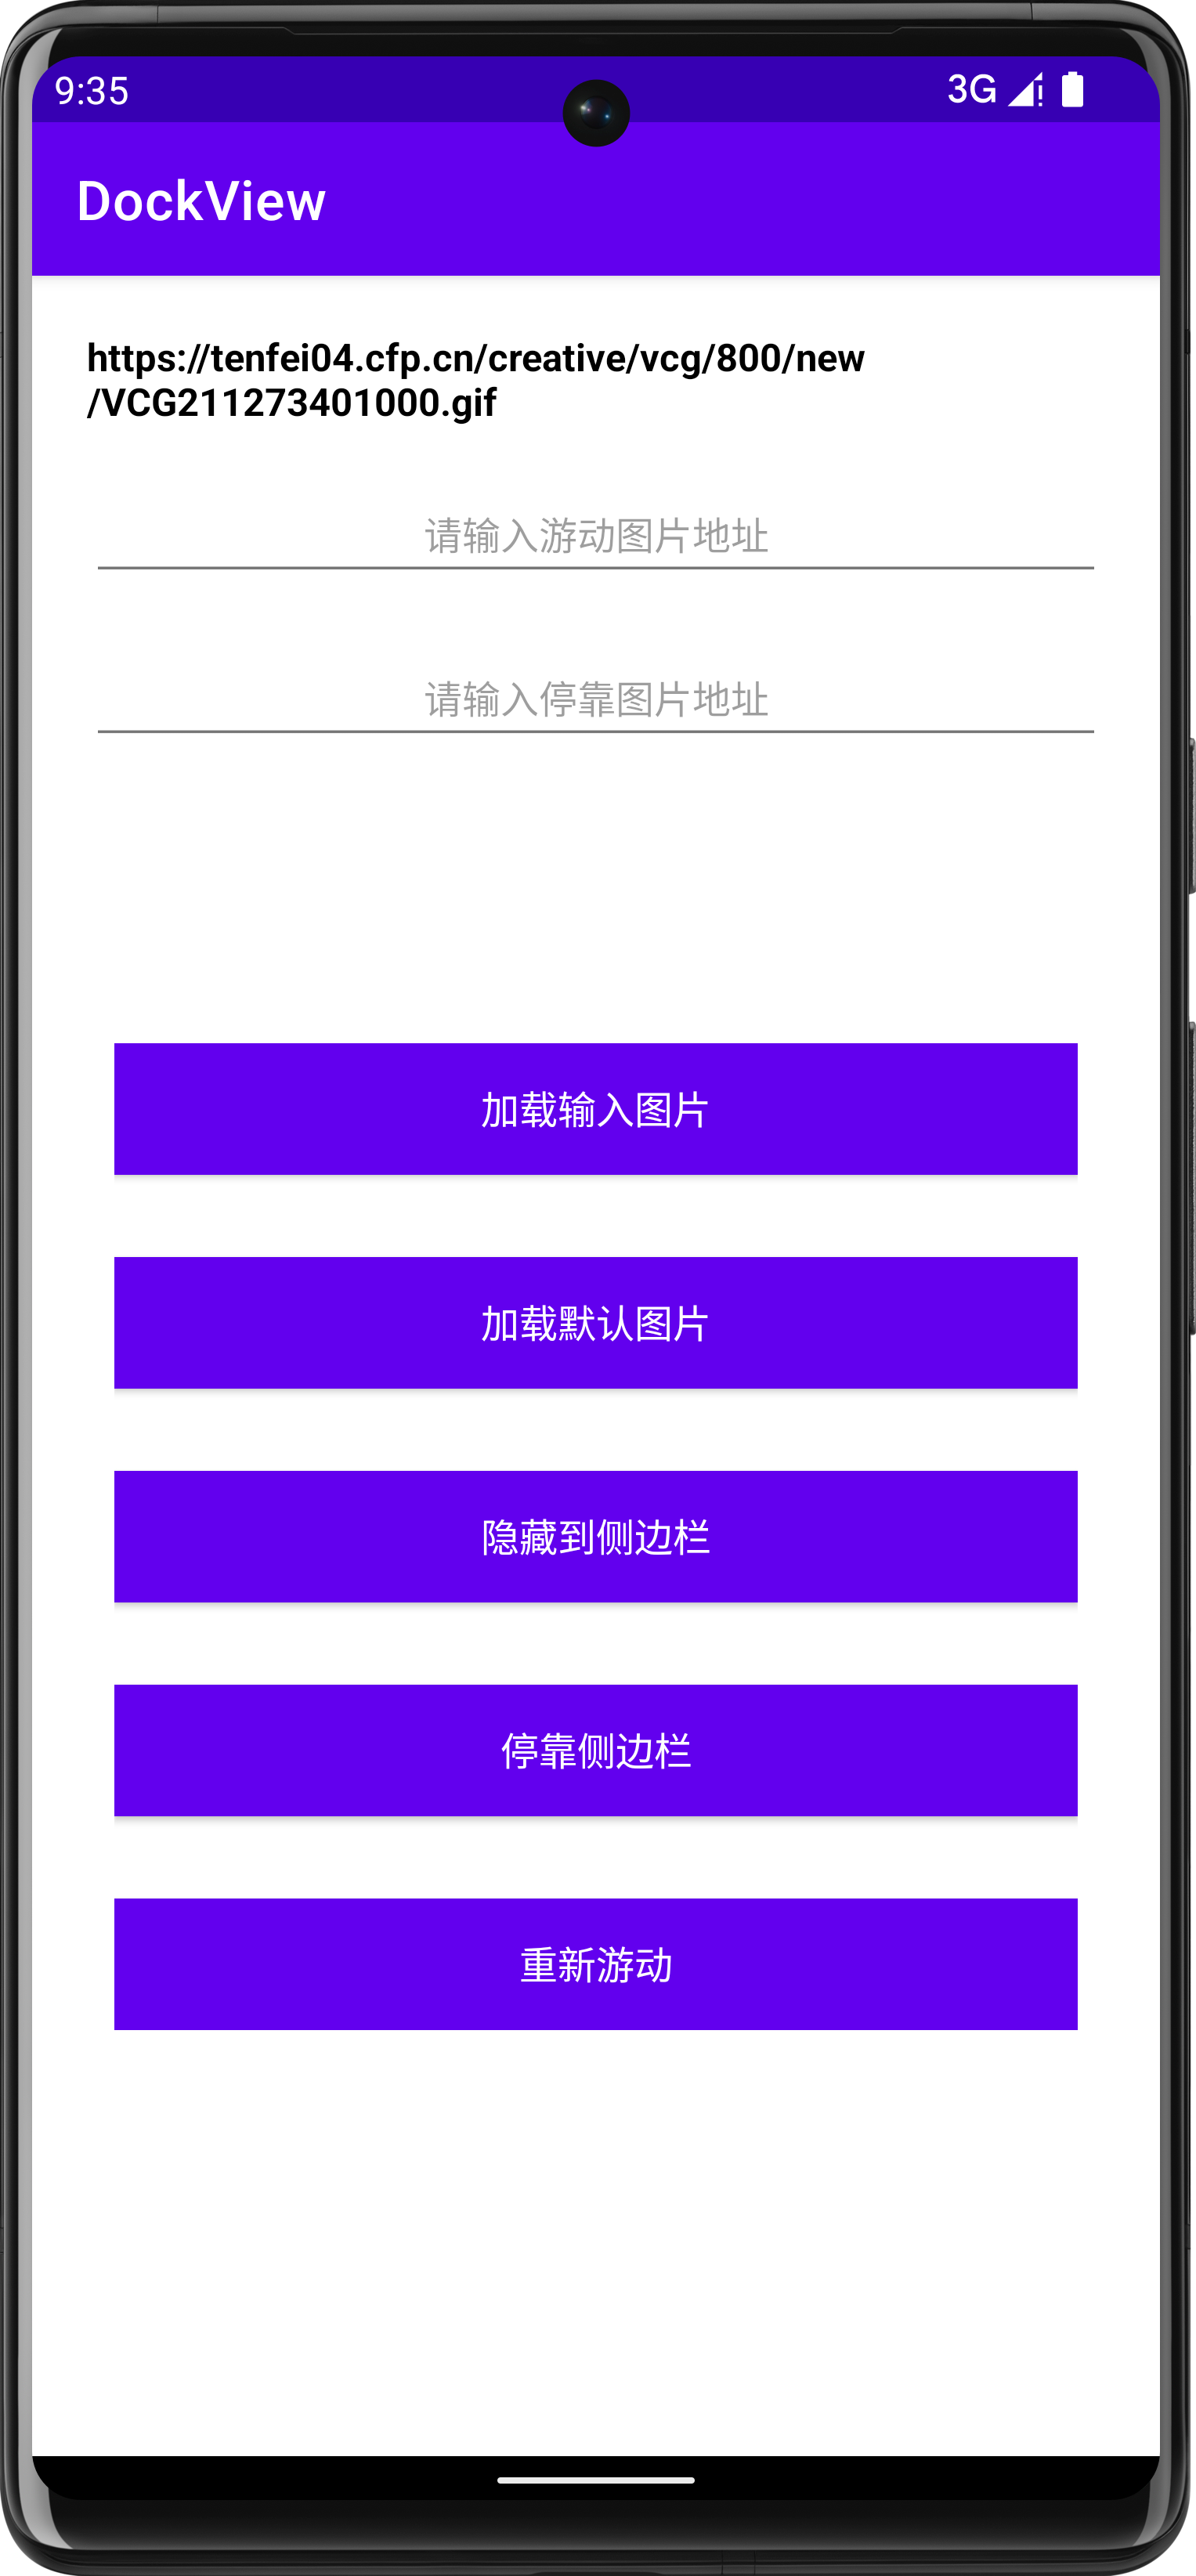 9:35
3G
DockView
https://tenfei04.cfp.cn/creative/vcg/800/new
/VCG211273401000.gif
请输入游动图片地址
请输入停靠图片地址
加载输入图片
加载默认图片
隐藏到侧边栏
停靠侧边栏
重新游动